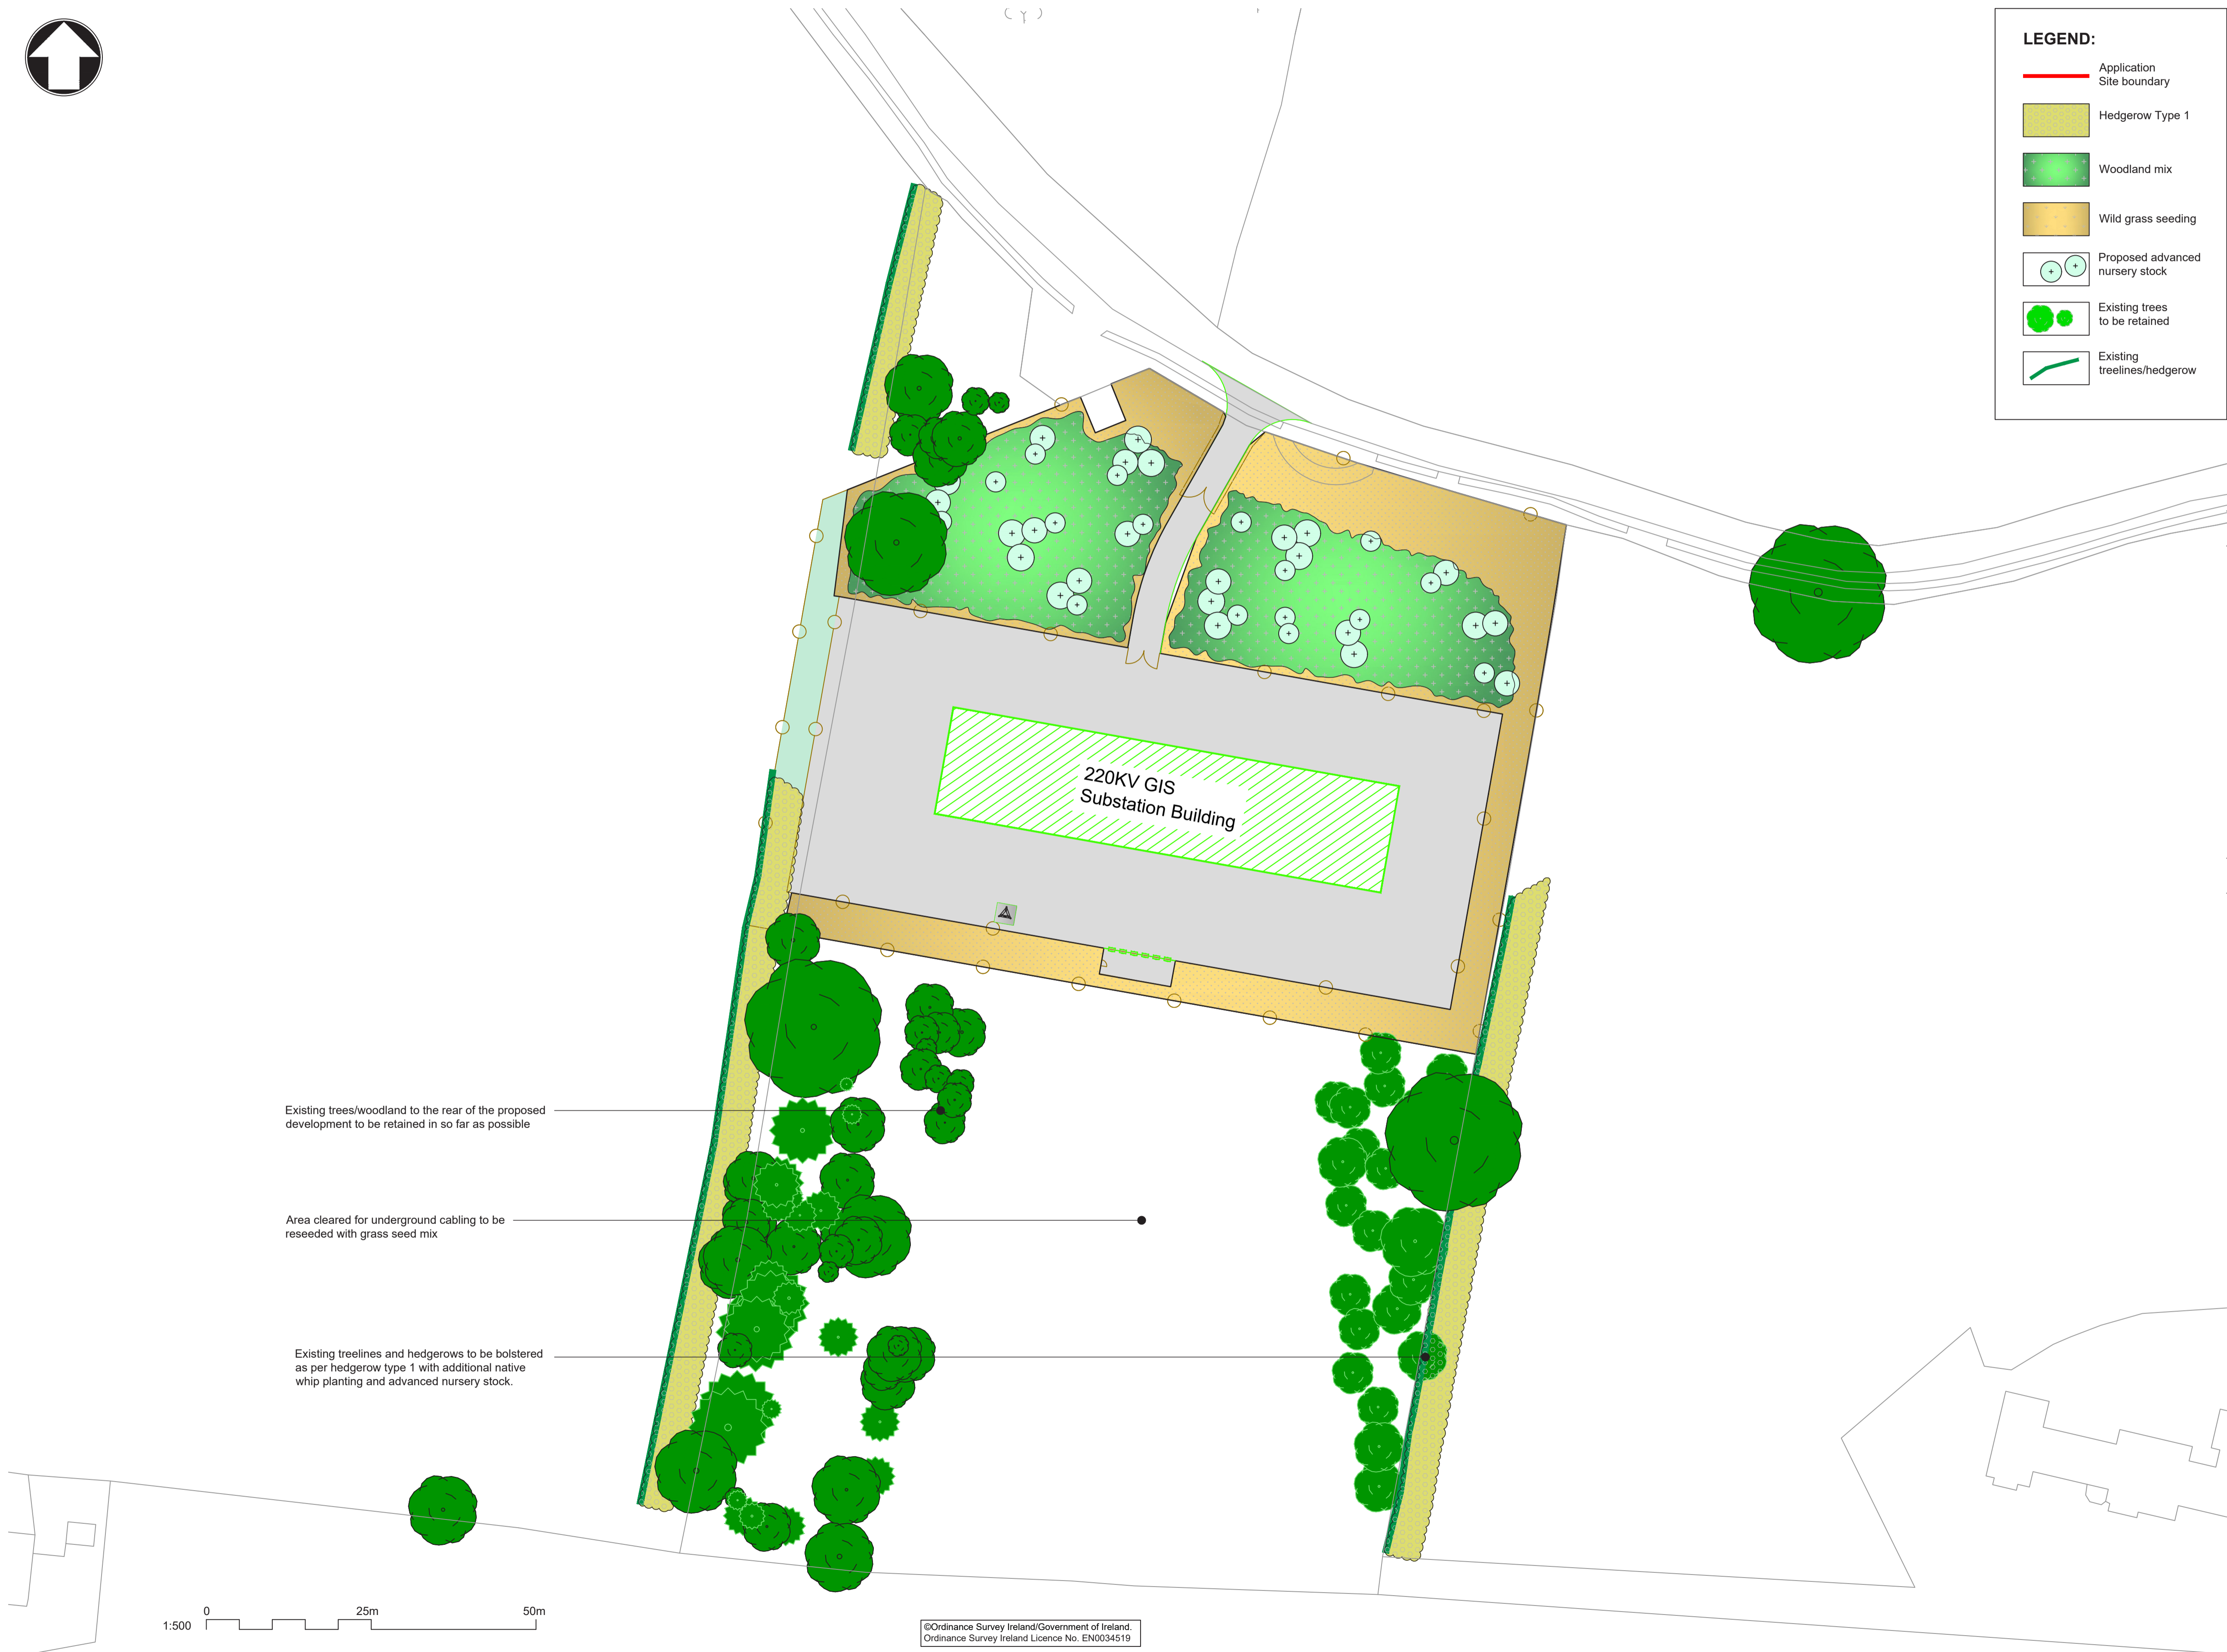 LEGEND:
Application
Site boundary
Hedgerow Type 1
Woodland mix
Wild grass seeding
Proposed advanced
nursery stock
Existing trees
to be retained
Existing
treelines/hedgerow
220KV GIS
Substation Building
Existing trees/woodland to the rear of the proposed
development to be retained in so far as possible
Area cleared for underground cabling to be
reseeded with grass seed mix
Existing treelines and hedgerows to be bolstered
as per hedgerow type 1 with additional native
whip planting and advanced nursery stock.
0 25m 50m
1:500
©Ordinance Survey Ireland/Government of Ireland.
Ordinance Survey Ireland Licence No. EN0034519